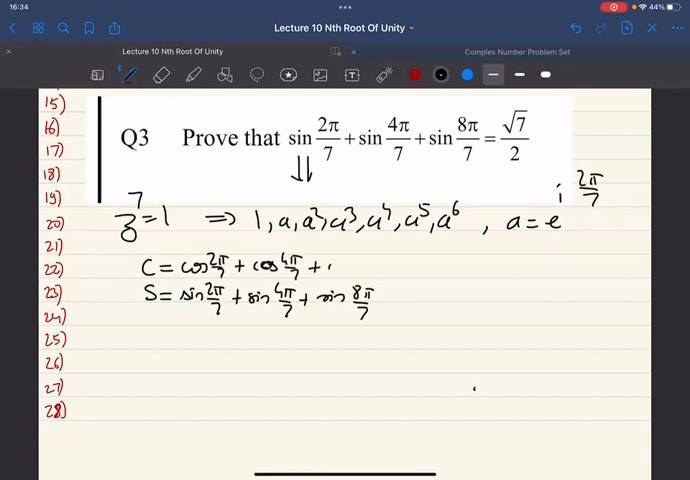 16:34
44%
Lecture 10 Nth Root Of Unity
Lecture 10 Nth Root Of Unity
Complex Number Problem Set
15)
16)
17)
18)
19)
20)
21)
22)
23)
24)
25)
26)
27)
28)
Q3 Prove that sin 2π/7 + sin 4π/7 + sin 8π/7 = √7/2
⇓
z^7 = 1 ⇒ 1, a, a^2, a^3, a^4, a^5, a^6 , a = e^(i 2π/7)
C = cos 2π/7 + cos 4π/7 +
S = sin 2π/7 + sin 4π/7 + sin 8π/7